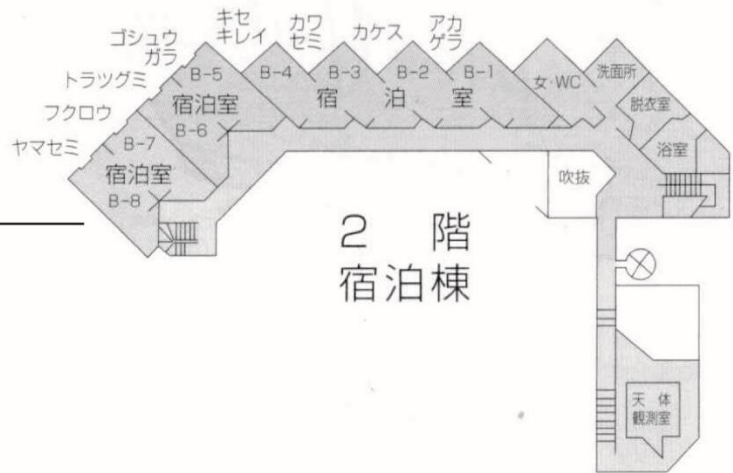 アカ
ゲラ
カケス
カワ
セミ
キセ
キレイ
ゴシュウ
ガラ
トラツグミ
フクロウ
ヤマセミ
B-1
B-2
B-3
B-4
宿泊室
B-5
宿泊室
B-6
B-7
宿泊室
B-8
女・WC
洗面所
脱衣室
浴室
吹抜
2階
宿泊棟
天体
観測室